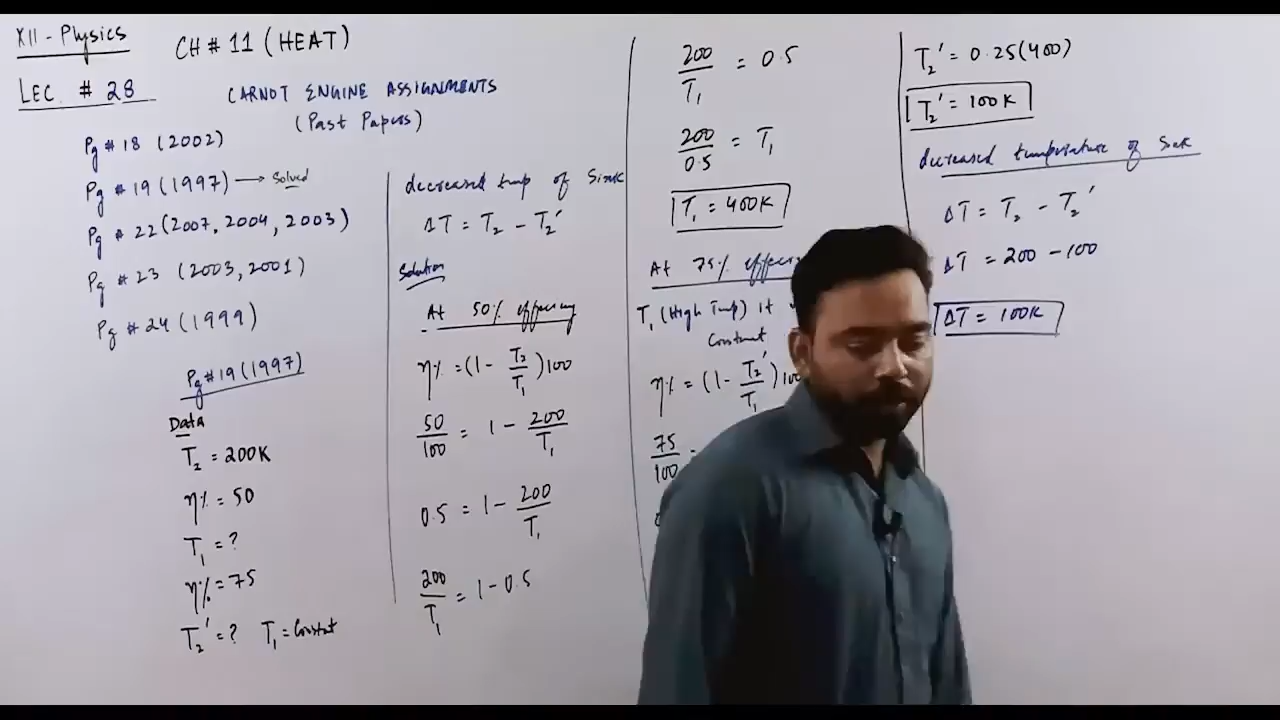 XII - Physics
CH # 11 (HEAT)
LEC. # 28
CARNOT ENGINE ASSIGNMENTS
(Past Papers)
Pg # 18 (2002)
Pg # 19 (1997) → Solved
Pg # 22 (2007, 2004, 2003)
Pg # 23 (2003, 2001)
Pg # 24 (1999)
Pg # 19 (1997)
Data
T₂ = 200K
η% = 50
T₁ = ?
η% = 75
T₂' = ? T₁ = Constat
decreased temp of Sink
ΔT = T₂ - T₂'
Solution
At 50%
η% = (1 - T₂/T₁)100
50/100 = 1 - 200/T₁
0.5 = 1 - 200/T₁
200/T₁ = 1 - 0.5
200/T₁ = 0.5
200/0.5 = T₁
T₁ = 400K
At 75%
T₁ (High Tmp) it
Constant
η% = (1 - T₂'/T₁)100
75/100
T₂' = 0.25(400)
T₂' = 100K
decreased of Sink
ΔT = T₂ - T₂'
ΔT = 200 - 100
ΔT = 100K